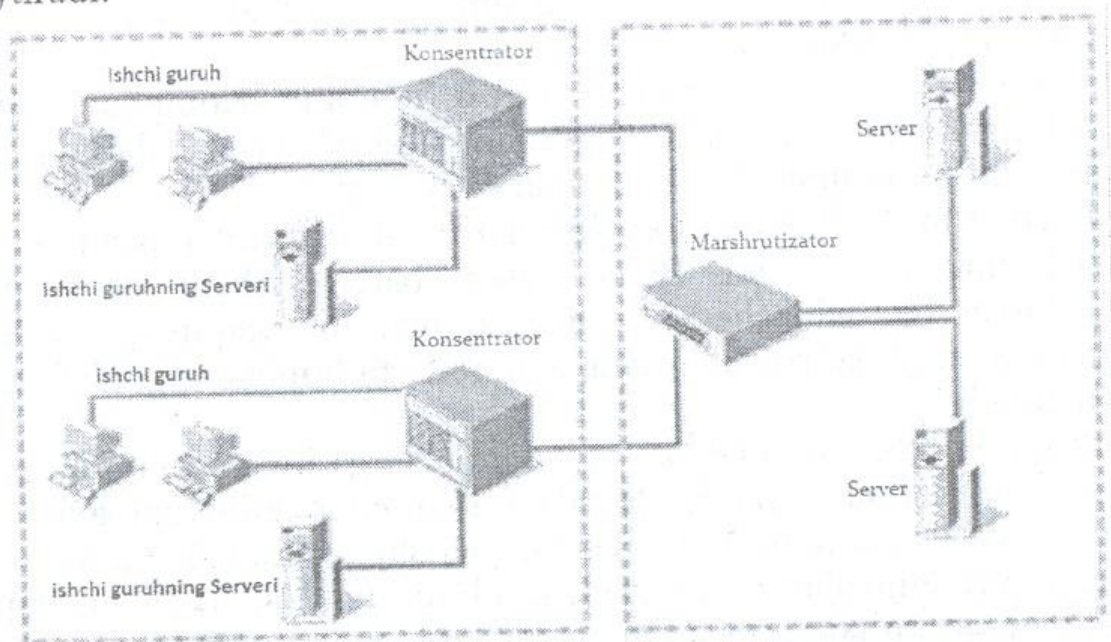 Konsentrator
ishchi guruh
Server
Marshrutizator
ishchi guruhning Serveri
Konsentrator
ishchi guruh
Server
ishchi guruhning Serveri